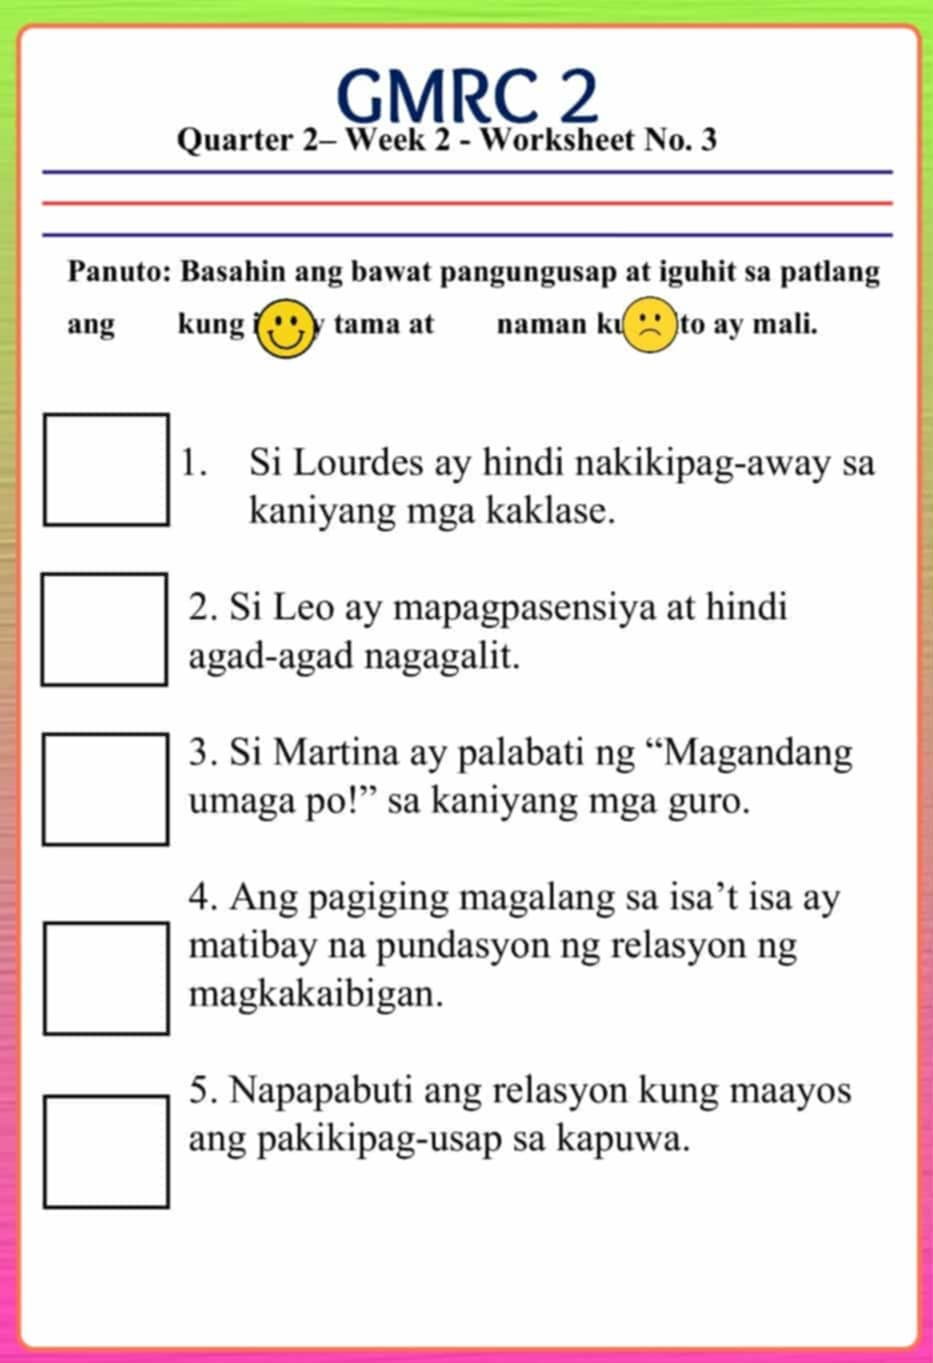 GMRC 2
Quarter 2– Week 2 - Worksheet No. 3
Panuto: Basahin ang bawat pangungusap at iguhit sa patlang
ang kung tama at naman ay mali.
1. Si Lourdes ay hindi nakikipag-away sa
kaniyang mga kaklase.
2. Si Leo ay mapagpasensiya at hindi
agad-agad nagagalit.
3. Si Martina ay palabati ng “Magandang
umaga po!” sa kaniyang mga guro.
4. Ang pagiging magalang sa isa’t isa ay
matibay na pundasyon ng relasyon ng
magkakaibigan.
5. Napapabuti ang relasyon kung maayos
ang pakikipag-usap sa kapuwa.